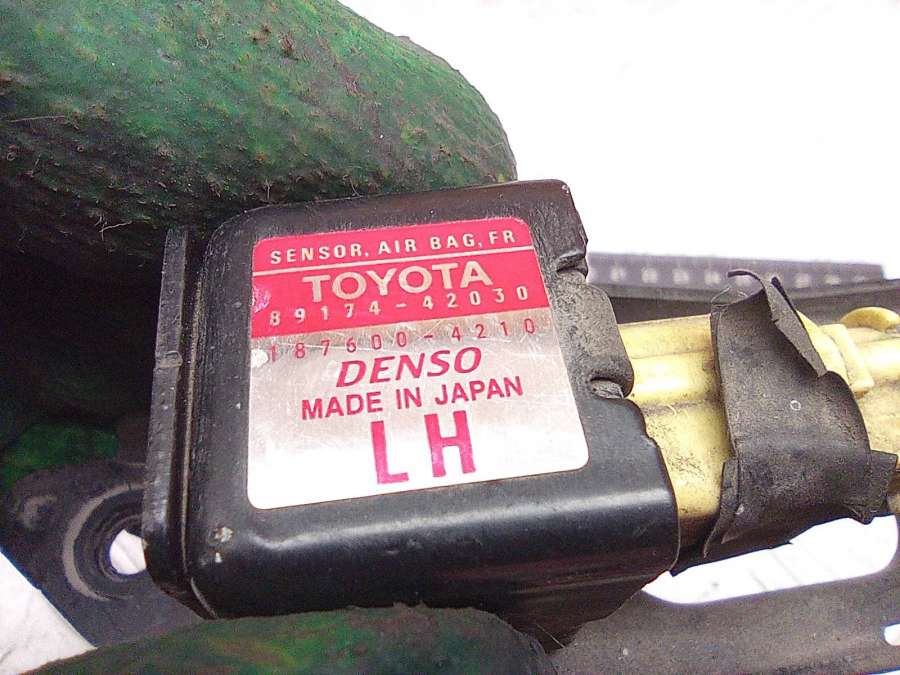 SENSOR, AIR BAG, FR
TOYOTA
89174-42030
187600-4210
DENSO
MADE IN JAPAN
LH